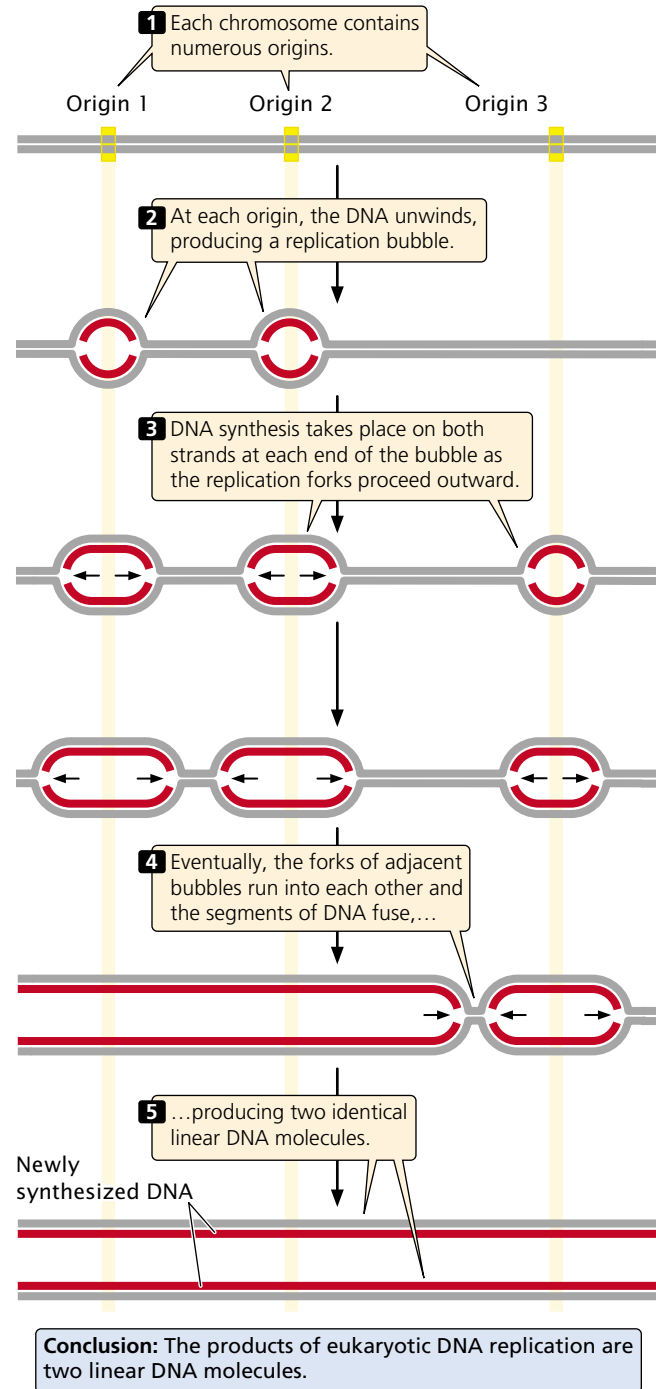 1 Each chromosome contains
numerous origins.
Origin 1 Origin 2 Origin 3
2 At each origin, the DNA unwinds,
producing a replication bubble.
3 DNA synthesis takes place on both
strands at each end of the bubble as
the replication forks proceed outward.
4 Eventually, the forks of adjacent
bubbles run into each other and
the segments of DNA fuse,…
5 …producing two identical
linear DNA molecules.
Newly
synthesized DNA
Conclusion: The products of eukaryotic DNA replication are
two linear DNA molecules.